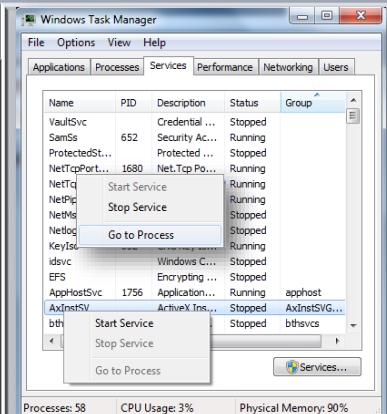 Windows Task Manager
File Options View Help
Applications Processes Services Performance Networking Users
Name PID Description Status Group
VaultSvc Credential ... Stopped
SamSs 652 Security Ac... Running
ProtectedSt... Protected ... Stopped
NetTcpPort... 1680 Net.Tcp Po... Running
NetTc Running
Start Service
NetPip Running
NetMs Stopped
Stop Service
Netlog Stopped
Go to Process
KeyIso Running
idsvc Windows C... Stopped
EFS Encrypting ... Stopped
AppHostSvc 1756 Application... Running apphost
AxInstSV ActiveX Ins... Stopped AxInstSVG...
bth Stopped bthsvcs
Start Service
Stop Service
Go to Process
Services...
Processes: 58 CPU Usage: 3% Physical Memory: 90%